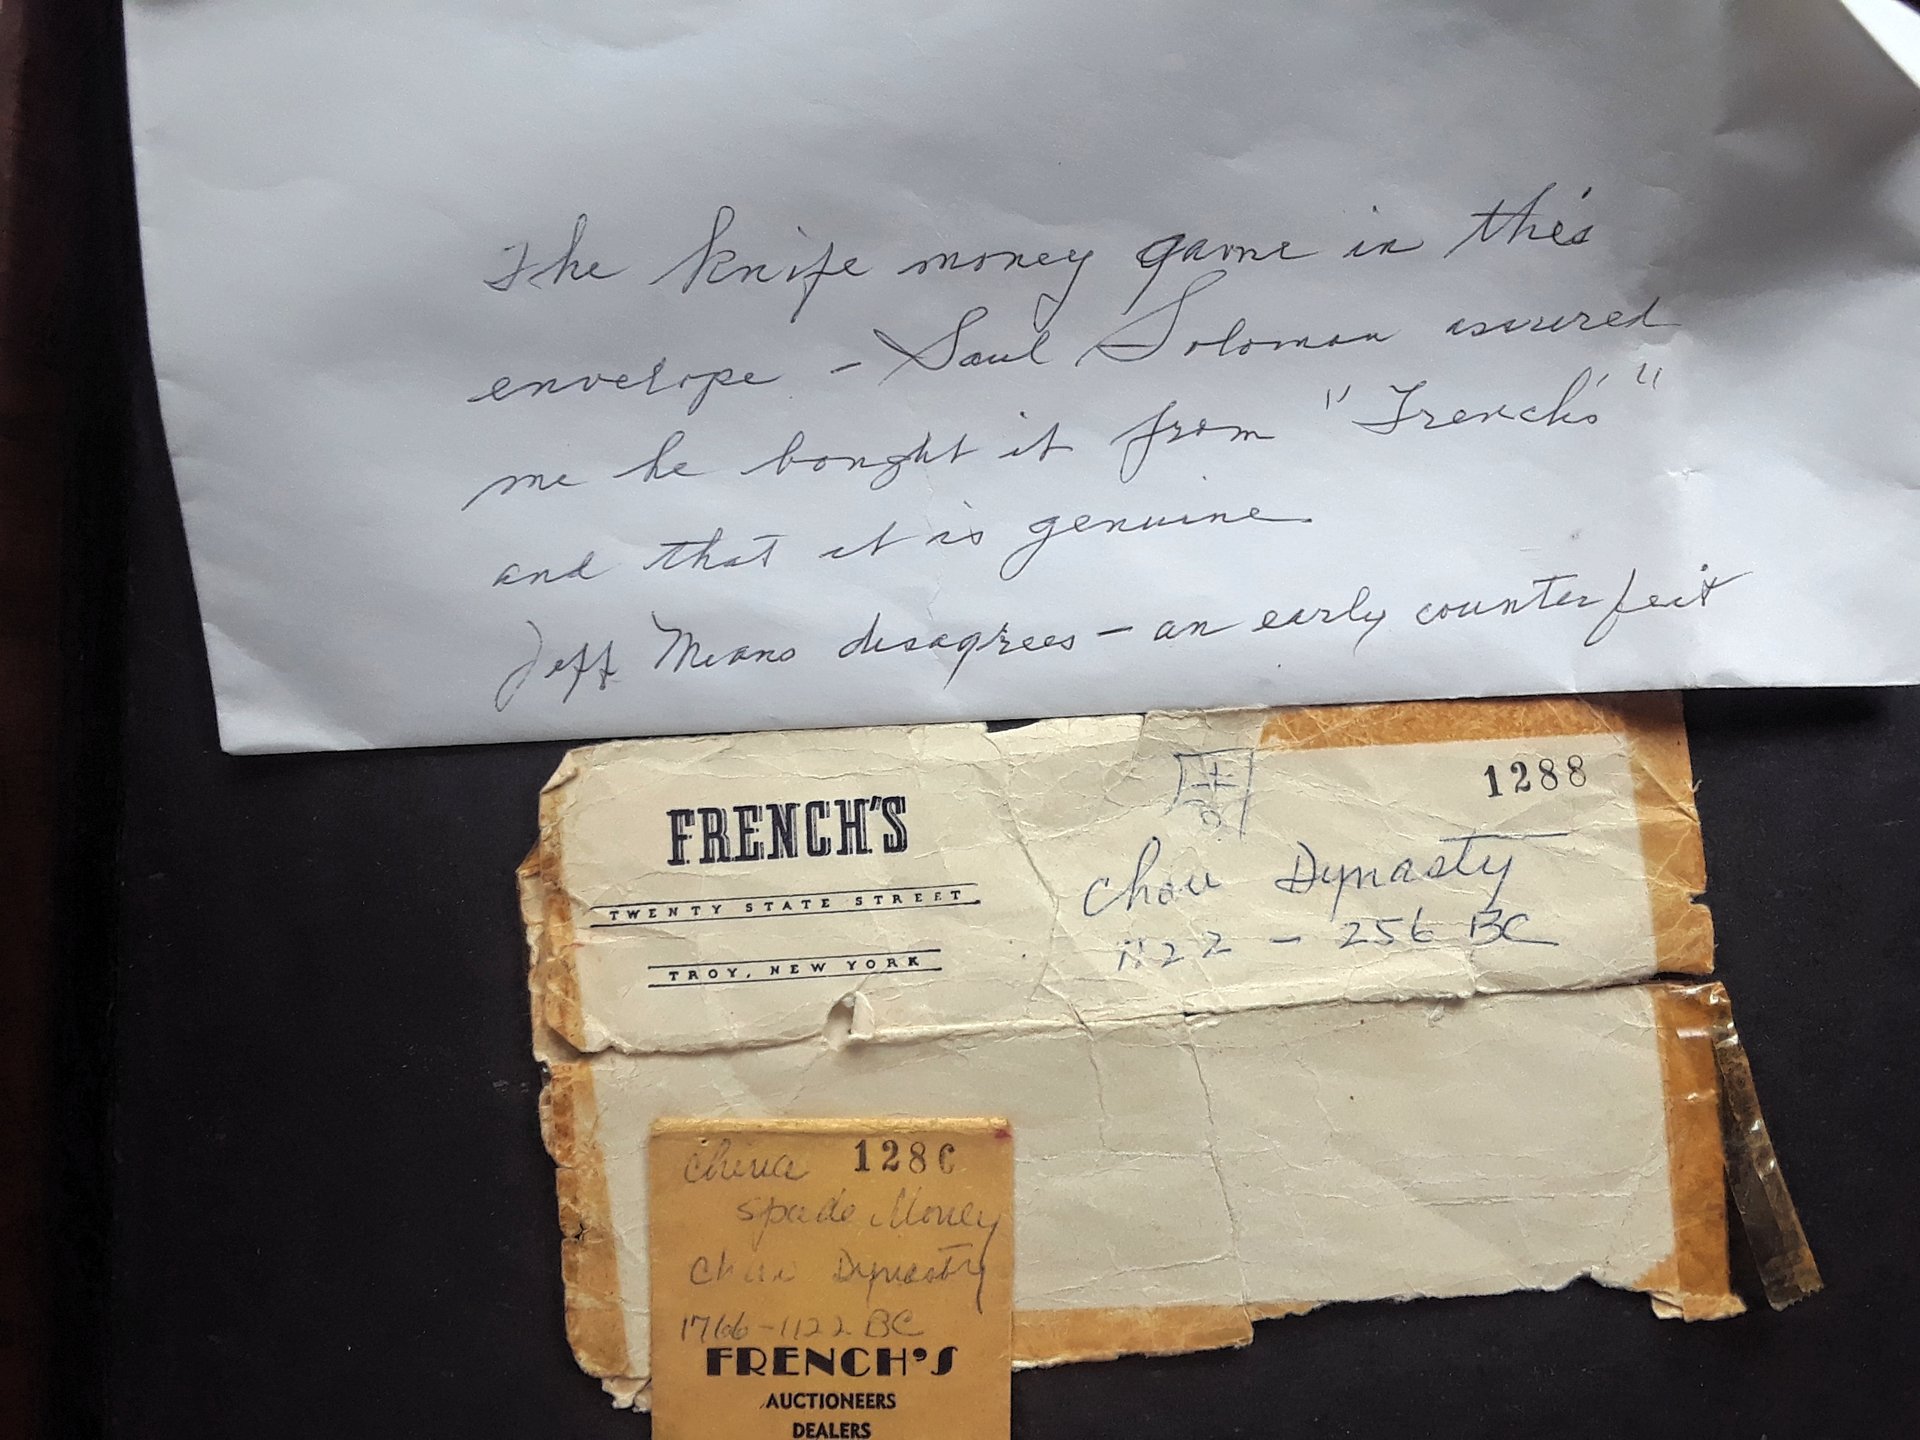 The knife money game in this
envelope - Saul Soloman assured
me he bought it from "French's"
and that it is genuine.
Jeff Means disagrees - an early counterfeit
FRENCH'S
TWENTY STATE STREET
TROY, NEW YORK
1288
Chou Dynasty
1122 - 256 BC
China 128C
Spade Money
Chou Dynasty
1766-1122 BC
FRENCH'S
AUCTIONEERS
DEALERS